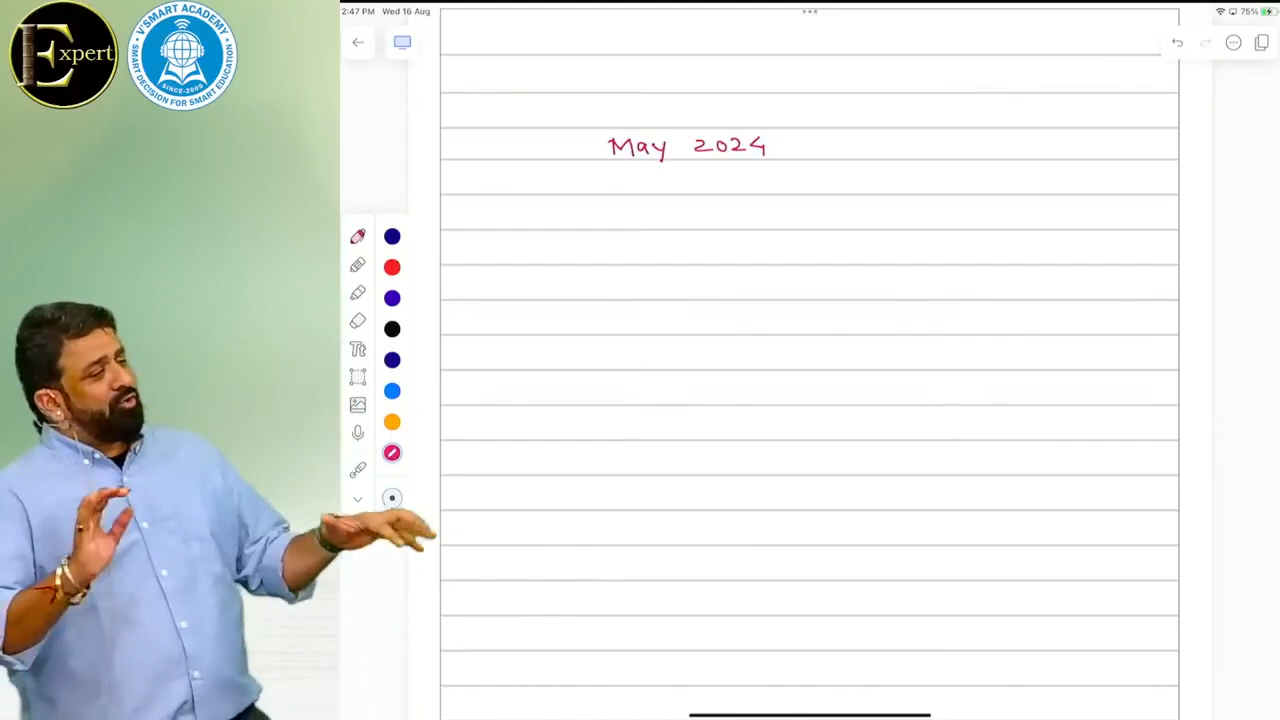 Expert
V'SMART ACADEMY
SINCE-2005
SMART DECISION FOR SMART EDUCATION
2:47 PM Wed 16 Aug
75%
May 2024
Tt